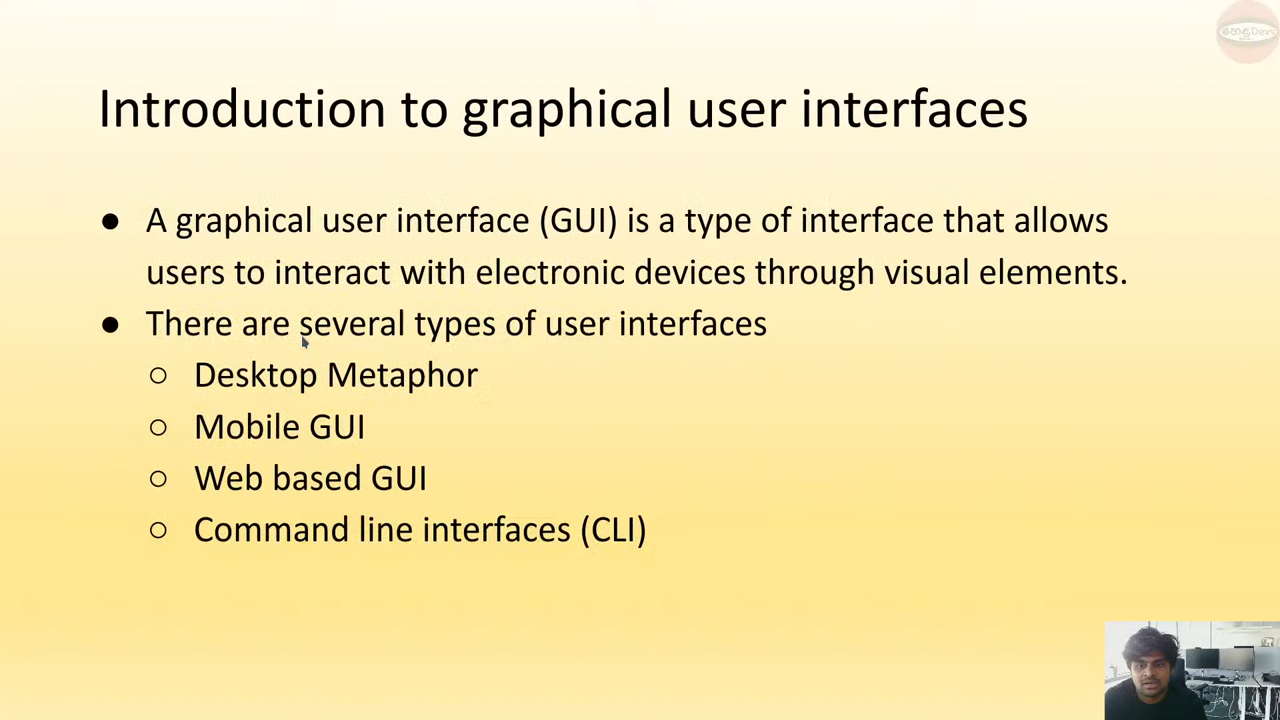 Introduction to graphical user interfaces
● A graphical user interface (GUI) is a type of interface that allows
users to interact with electronic devices through visual elements.
● There are several types of user interfaces
○ Desktop Metaphor
○ Mobile GUI
○ Web based GUI
○ Command line interfaces (CLI)